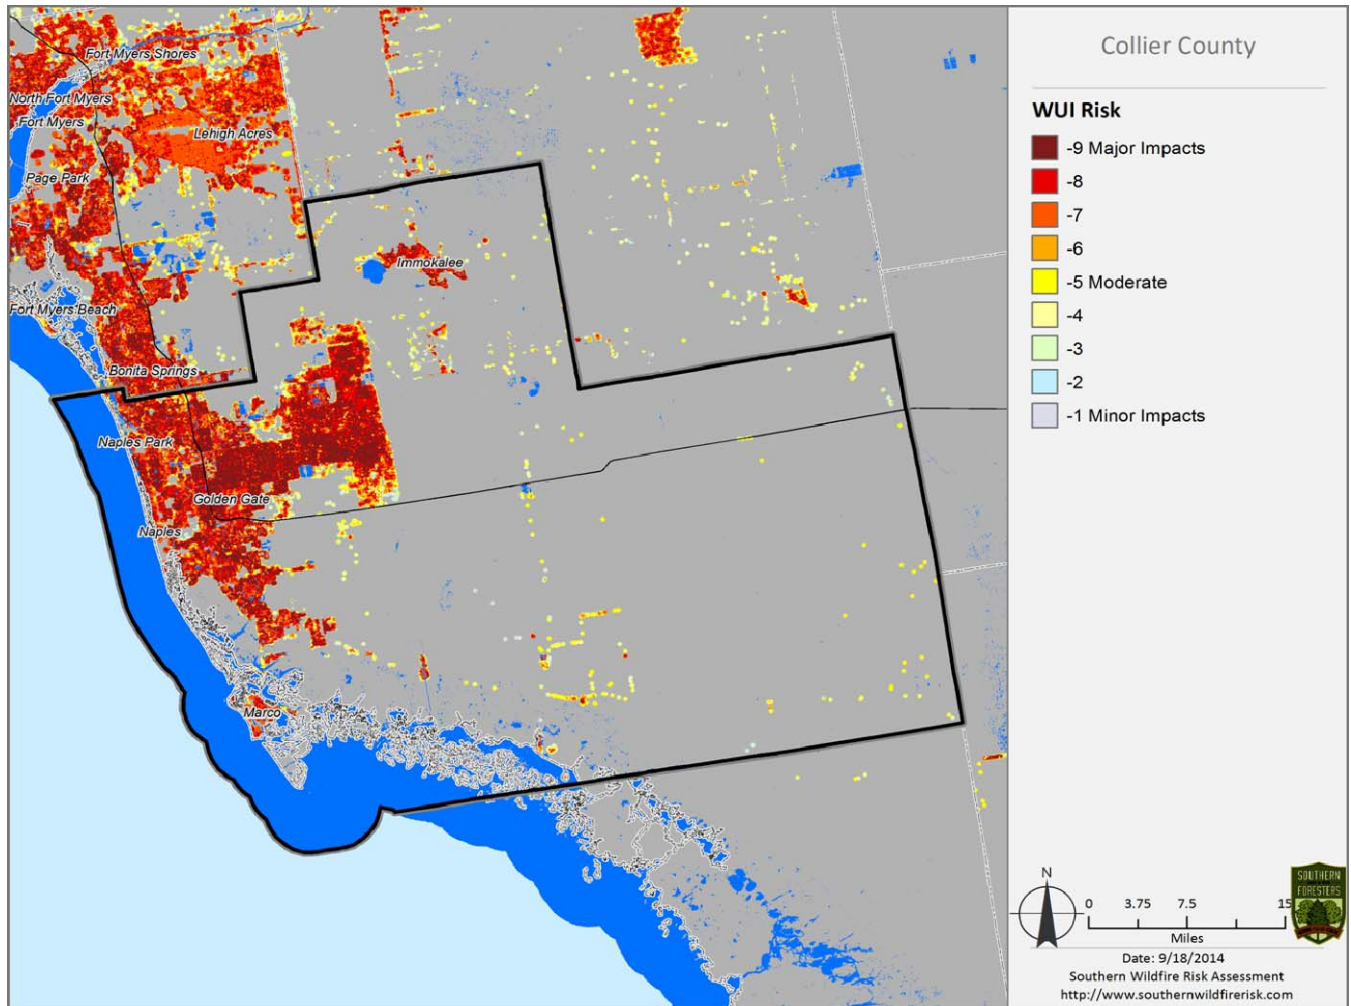 Fort Myers Shores
North Fort Myers
Fort Myers
Lehigh Acres
Page Park
Immokalee
Fort Myers Beach
Bonita Springs
Naples Park
Golden Gate
Naples
Marco
Collier County
WUI Risk
-9 Major Impacts
-8
-7
-6
-5 Moderate
-4
-3
-2
-1 Minor Impacts
N
0 3.75 7.5 15
Miles
SOUTHERN
FORESTERS
Date: 9/18/2014
Southern Wildfire Risk Assessment
http://www.southernwildfirerisk.com